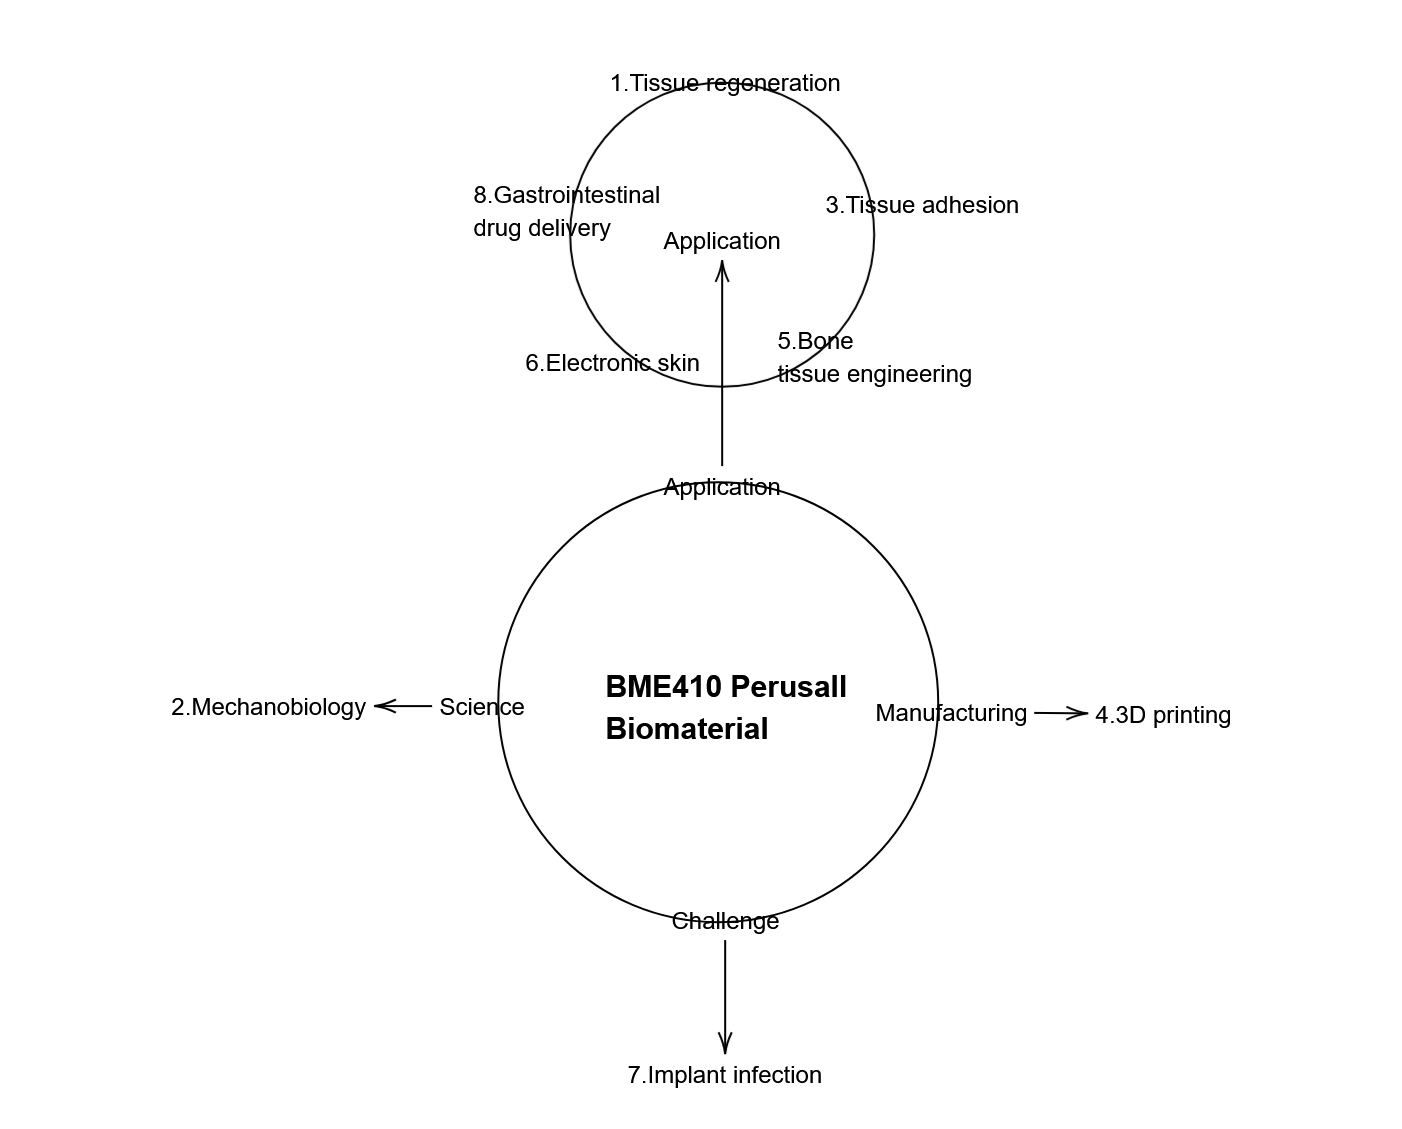 1.Tissue regeneration
8.Gastrointestinal
drug delivery
3.Tissue adhesion
Application
5.Bone
tissue engineering
6.Electronic skin
Application
BME410 Perusall
Biomaterial
2.Mechanobiology
Science
Manufacturing
4.3D printing
Challenge
7.Implant infection